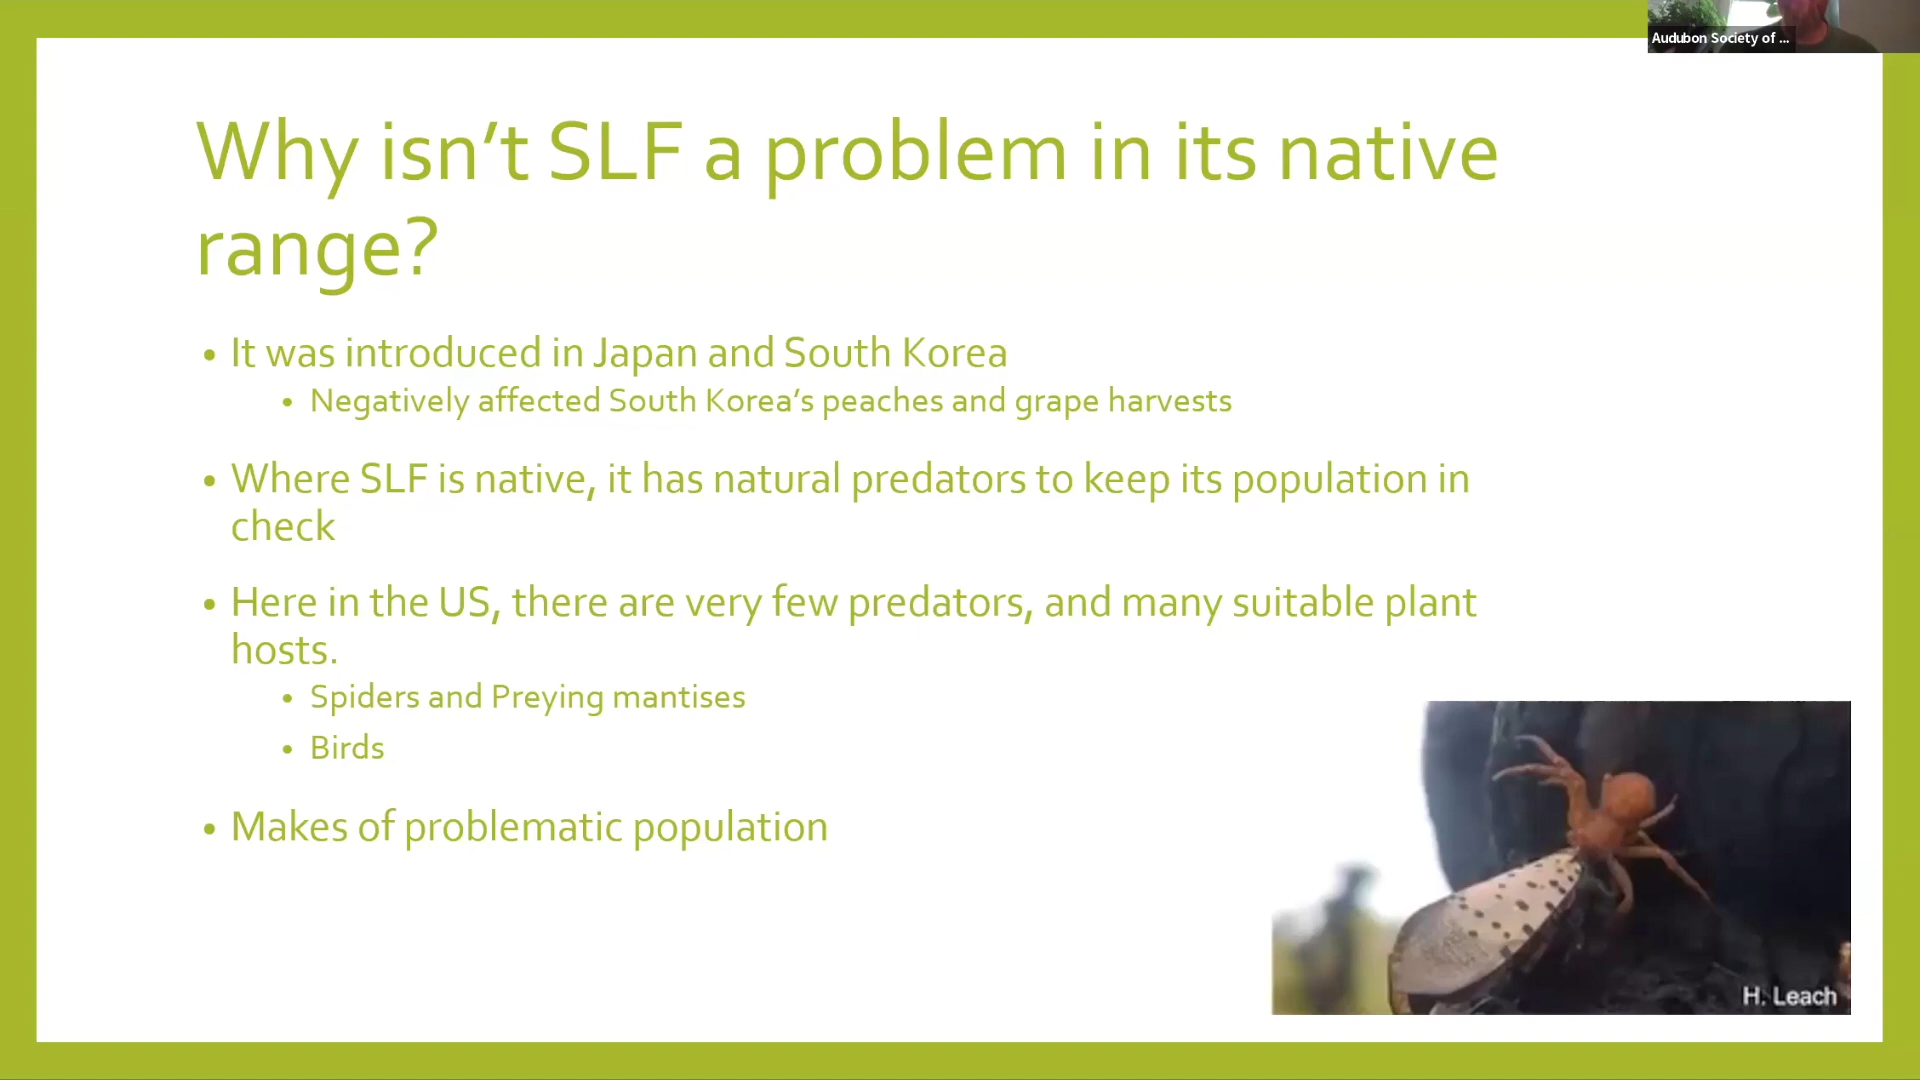 Audubon Society of ...
Why isn’t SLF a problem in its native
range?
• It was introduced in Japan and South Korea
• Negatively affected South Korea’s peaches and grape harvests
• Where SLF is native, it has natural predators to keep its population in
check
• Here in the US, there are very few predators, and many suitable plant
hosts.
• Spiders and Preying mantises
• Birds
• Makes of problematic population
H. Leach